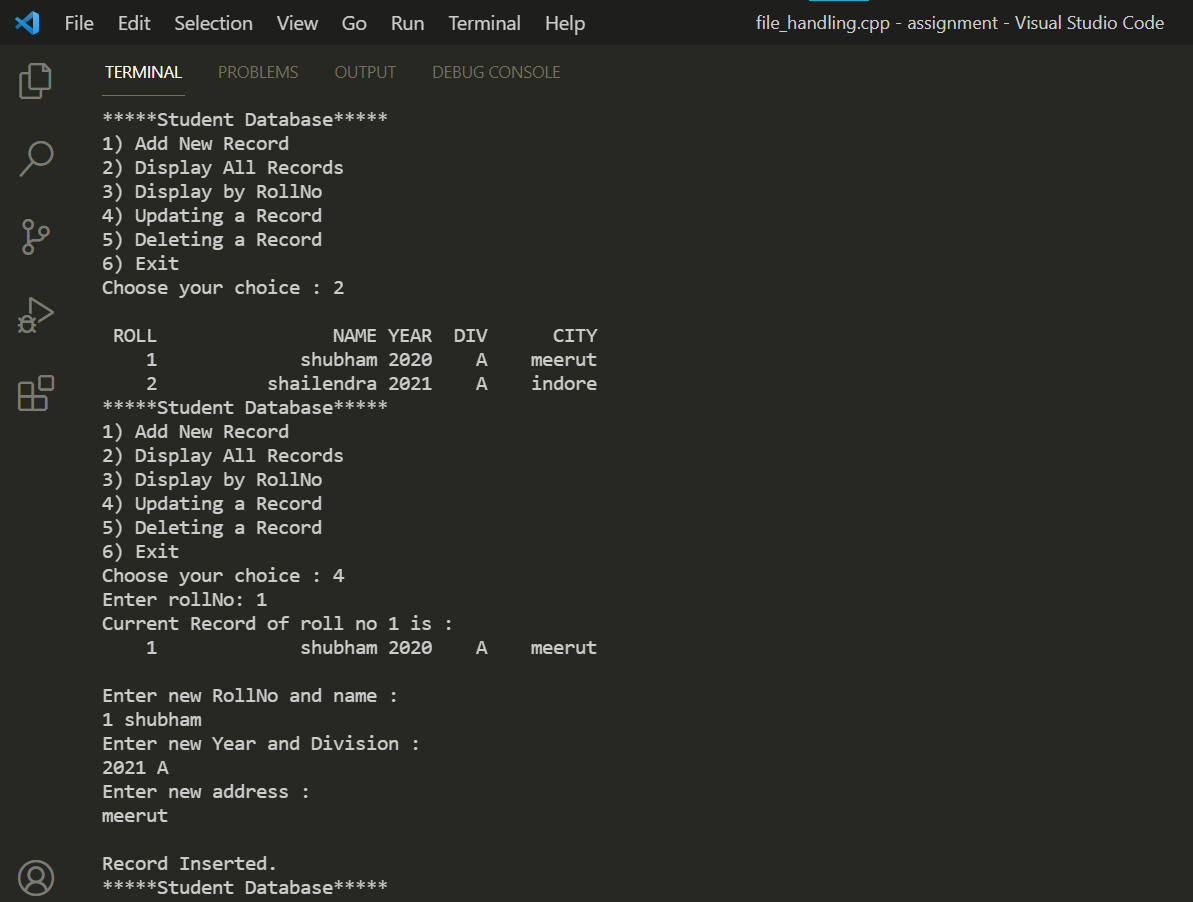 File Edit Selection View Go Run Terminal Help file_handling.cpp - assignment - Visual Studio Code
TERMINAL PROBLEMS OUTPUT DEBUG CONSOLE
*****Student Database*****
1) Add New Record
2) Display All Records
3) Display by RollNo
4) Updating a Record
5) Deleting a Record
6) Exit
Choose your choice : 2
ROLL NAME YEAR DIV CITY
1 shubham 2020 A meerut
2 shailendra 2021 A indore
*****Student Database*****
1) Add New Record
2) Display All Records
3) Display by RollNo
4) Updating a Record
5) Deleting a Record
6) Exit
Choose your choice : 4
Enter rollNo: 1
Current Record of roll no 1 is :
1 shubham 2020 A meerut
Enter new RollNo and name :
1 shubham
Enter new Year and Division :
2021 A
Enter new address :
meerut
Record Inserted.
*****Student Database*****